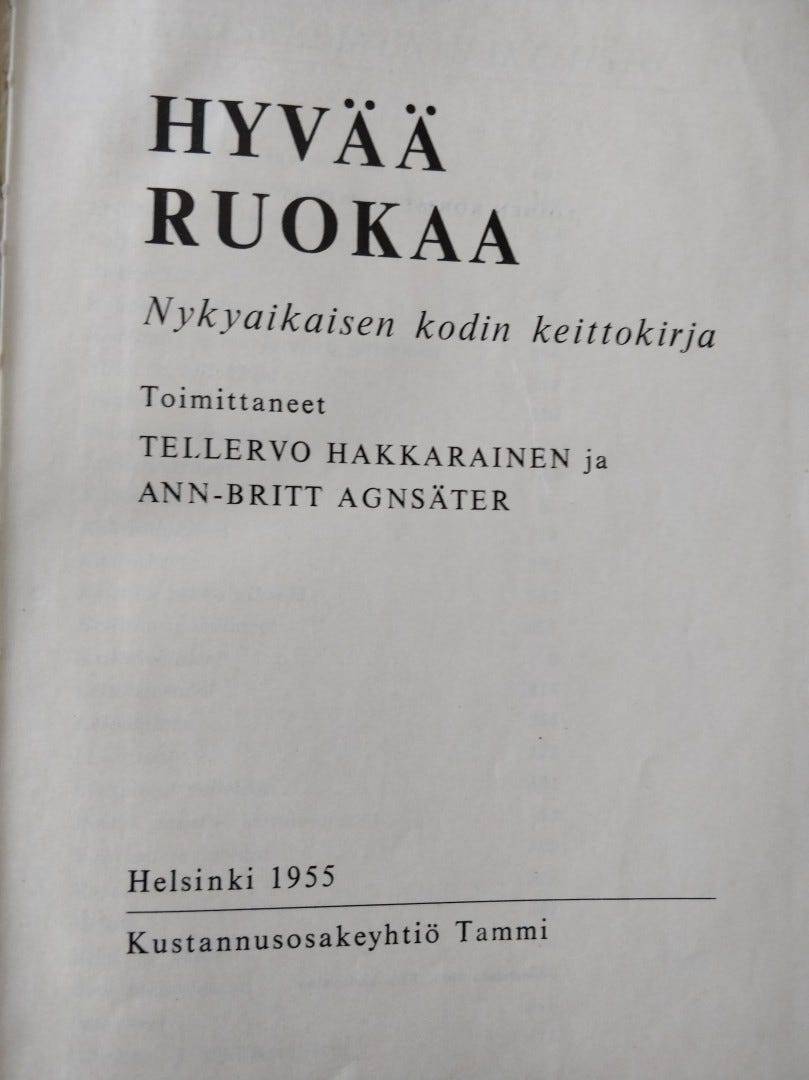 HYVÄÄ
RUOKAA
Nykyaikaisen kodin keittokirja
Toimittaneet
TELLERVO HAKKARAINEN ja
ANN-BRITT AGNSÄTER
Helsinki 1955
Kustannusosakeyhtiö Tammi